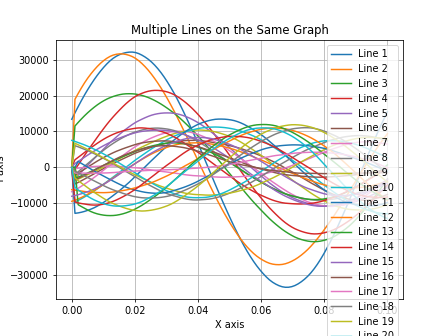 Multiple Lines on the Same Graph
30000
20000
10000
0
−10000
−20000
−30000
0.00
0.02
0.04
0.06
X axis
Line 1
Line 2
Line 3
Line 4
Line 5
Line 6
Line 7
Line 8
Line 9
Line 10
Line 11
Line 12
Line 13
Line 14
Line 15
Line 16
Line 17
Line 18
Line 19
Line 20